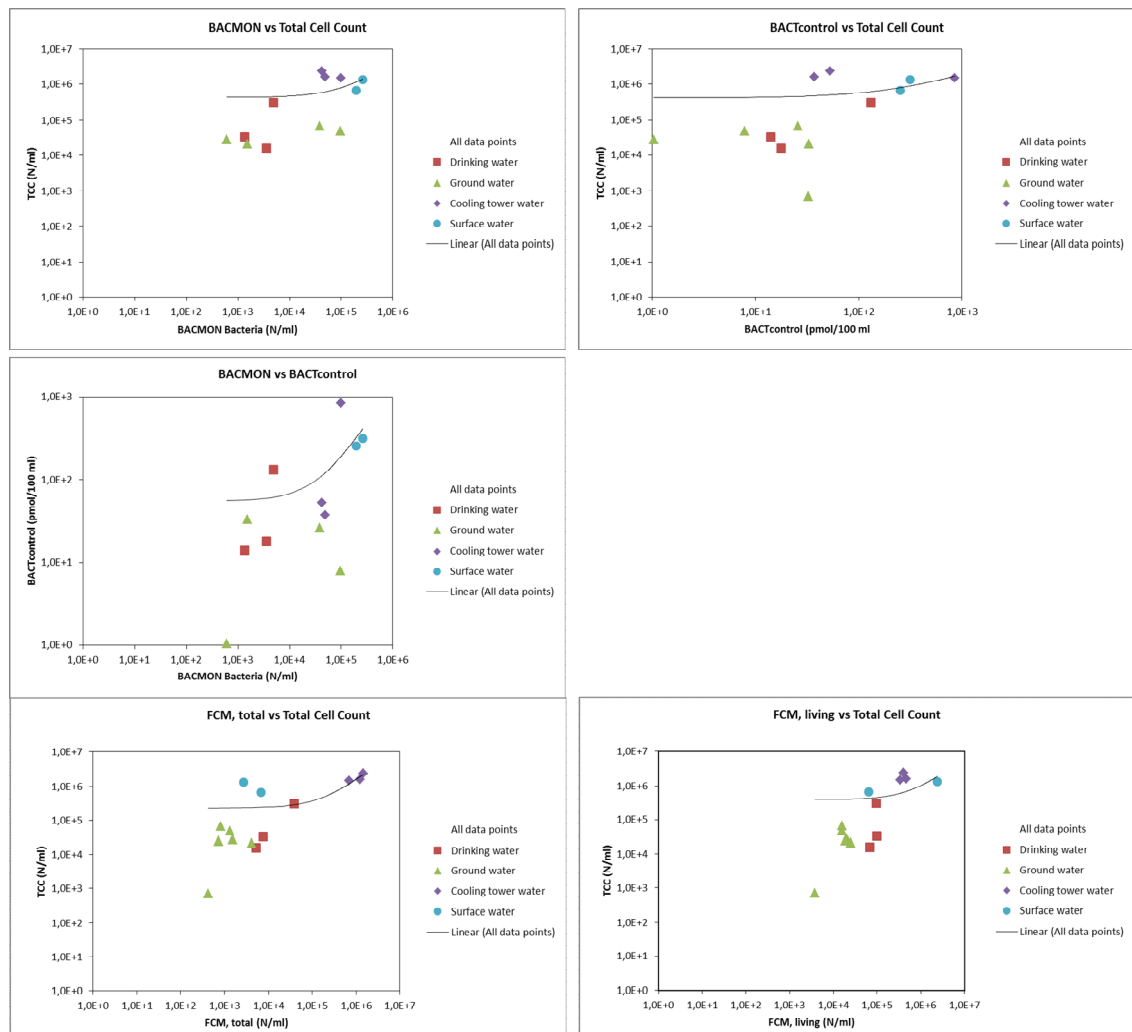 BACMON vs Total Cell Count
1,0E+7
1,0E+6
1,0E+5
1,0E+4
1,0E+3
1,0E+2
1,0E+1
1,0E+0
TCC (N/ml)
1,0E+0 1,0E+1 1,0E+2 1,0E+3 1,0E+4 1,0E+5 1,0E+6
BACMON Bacteria (N/ml)
All data points
Drinking water
Ground water
Cooling tower water
Surface water
Linear (All data points)
BACTcontrol vs Total Cell Count
1,0E+7
1,0E+6
1,0E+5
1,0E+4
1,0E+3
1,0E+2
1,0E+1
1,0E+0
TCC (N/ml)
1,0E+0 1,0E+1 1,0E+2 1,0E+3
BACTcontrol (pmol/100 ml
All data points
Drinking water
Ground water
Cooling tower water
Surface water
Linear (All data points)
BACMON vs BACTcontrol
1,0E+3
1,0E+2
1,0E+1
1,0E+0
BACTcontrol (pmol/100 ml)
1,0E+0 1,0E+1 1,0E+2 1,0E+3 1,0E+4 1,0E+5 1,0E+6
BACMON Bacteria (N/ml)
All data points
Drinking water
Ground water
Cooling tower water
Surface water
Linear (All data points)
FCM, total vs Total Cell Count
1,0E+7
1,0E+6
1,0E+5
1,0E+4
1,0E+3
1,0E+2
1,0E+1
1,0E+0
TCC (N/ml)
1,0E+0 1,0E+1 1,0E+2 1,0E+3 1,0E+4 1,0E+5 1,0E+6 1,0E+7
FCM, total (N/ml)
All data points
Drinking water
Ground water
Cooling tower water
Surface water
Linear (All data points)
FCM, living vs Total Cell Count
1,0E+7
1,0E+6
1,0E+5
1,0E+4
1,0E+3
1,0E+2
1,0E+1
1,0E+0
TCC (N/ml)
1,0E+0 1,0E+1 1,0E+2 1,0E+3 1,0E+4 1,0E+5 1,0E+6 1,0E+7
FCM, living (N/ml)
All data points
Drinking water
Ground water
Cooling tower water
Surface water
Linear (All data points)